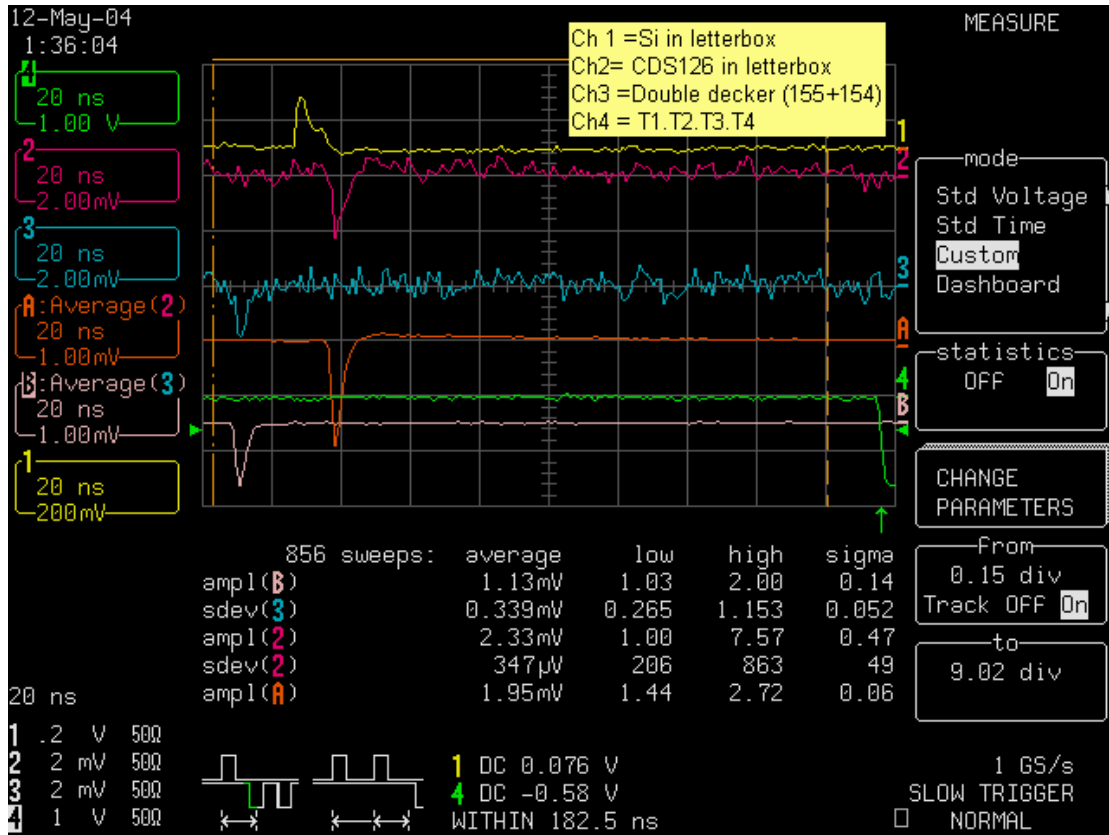 12-May-04
1:36:04
MEASURE
Ch 1 =Si in letterbox
Ch2= CDS126 in letterbox
Ch3 =Double decker (155+154)
Ch4 = T1.T2.T3.T4
4
20 ns
1.00 V
2
20 ns
2.00mV
3
20 ns
2.00mV
A:Average(2)
20 ns
1.00mV
B:Average(3)
20 ns
1.00mV
1
20 ns
200mV
1
2
3
A
4
B
mode
Std Voltage
Std Time
Custom
Dashboard
statistics
OFF On
CHANGE
PARAMETERS
from
0.15 div
Track OFF On
to
9.02 div
856 sweeps: average low high sigma
ampl(B) 1.13mV 1.03 2.00 0.14
sdev(3) 0.339mV 0.265 1.153 0.052
ampl(2) 2.33mV 1.00 7.57 0.47
sdev(2) 347µV 206 863 49
ampl(A) 1.95mV 1.44 2.72 0.06
20 ns
1 .2 V 50Ω
2 2 mV 50Ω
3 2 mV 50Ω
4 1 V 50Ω
1 DC 0.076 V
4 DC -0.58 V
WITHIN 182.5 ns
1 GS/s
SLOW TRIGGER
NORMAL